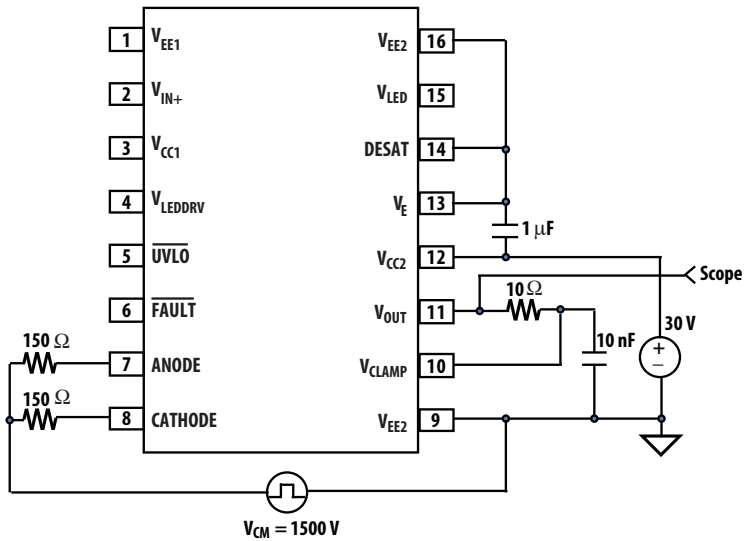 1 VEE1
2 VIN+
3 VCC1
4 VLEDDRV
5 UVLO
6 FAULT
7 ANODE
8 CATHODE
VEE2 16
VLED 15
DESAT 14
VE 13
VCC2 12
VOUT 11
VCLAMP 10
VEE2 9
150 Ω
150 Ω
1 μF
Scope
10 Ω
10 nF
30 V
+
−
VCM = 1500 V